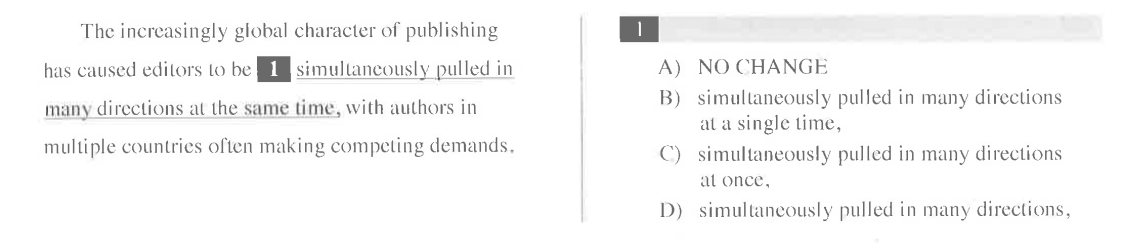 The increasingly global character of publishing
has caused editors to be 1 simultaneously pulled in
many directions at the same time, with authors in
multiple countries often making competing demands.
1
A) NO CHANGE
B) simultaneously pulled in many directions
at a single time,
C) simultaneously pulled in many directions
at once,
D) simultaneously pulled in many directions,